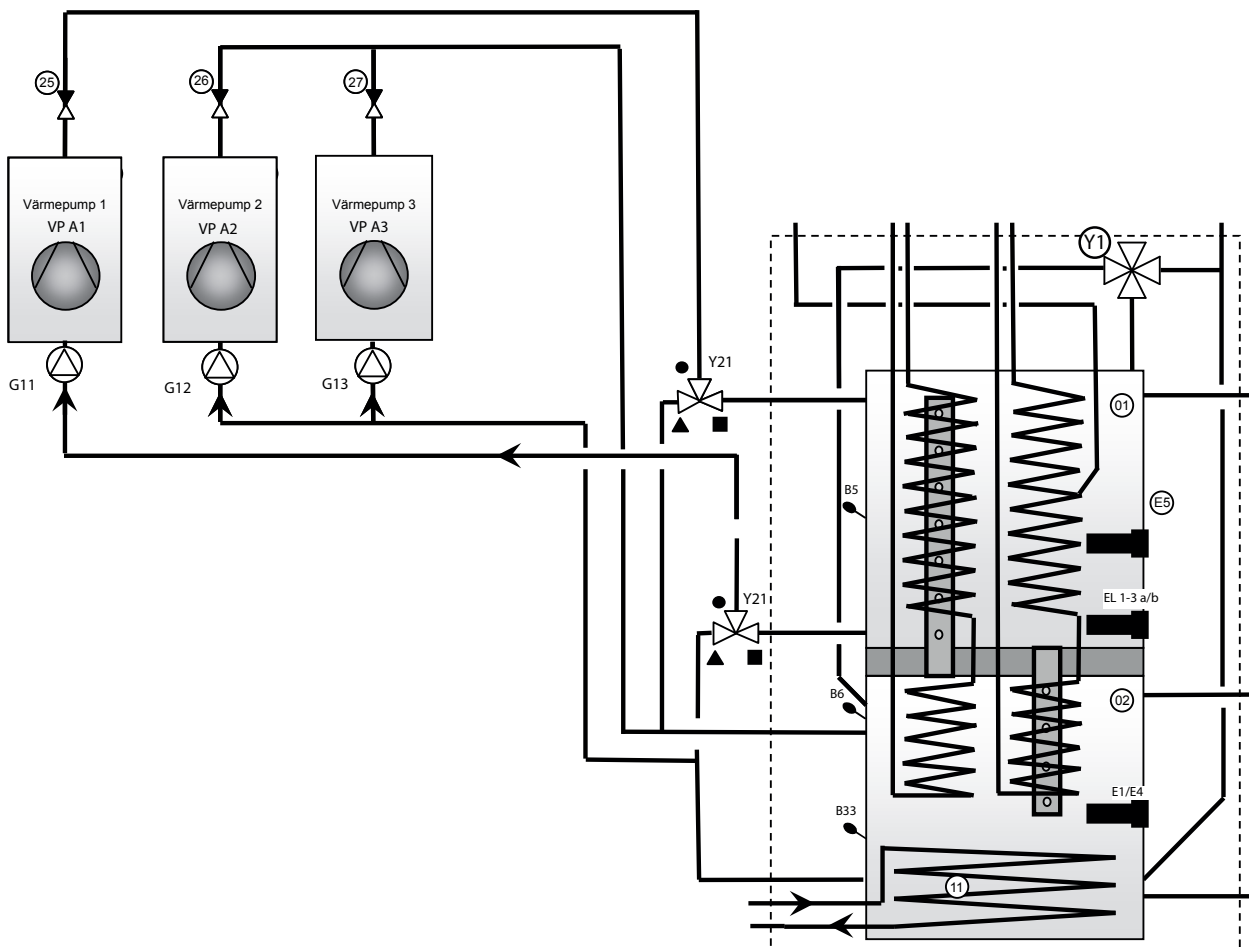 25
26
27
Värmepump 1
VP A1
Värmepump 2
VP A2
Värmepump 3
VP A3
G11
G12
G13
Y1
Y21
01
B5
E5
EL 1-3 a/b
Y21
B6
02
E1/E4
B33
11